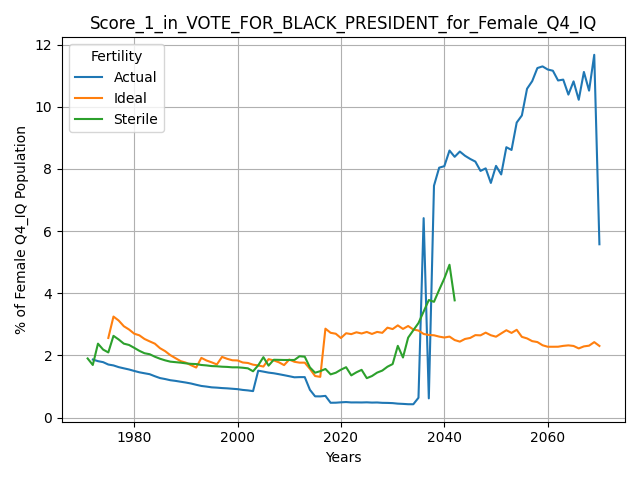 Score_1_in_VOTE_FOR_BLACK_PRESIDENT_for_Female_Q4_IQ
12
10
8
6
4
2
0
% of Female Q4_IQ Population
Fertility
Actual
Ideal
Sterile
1980 2000 2020 2040 2060
Years